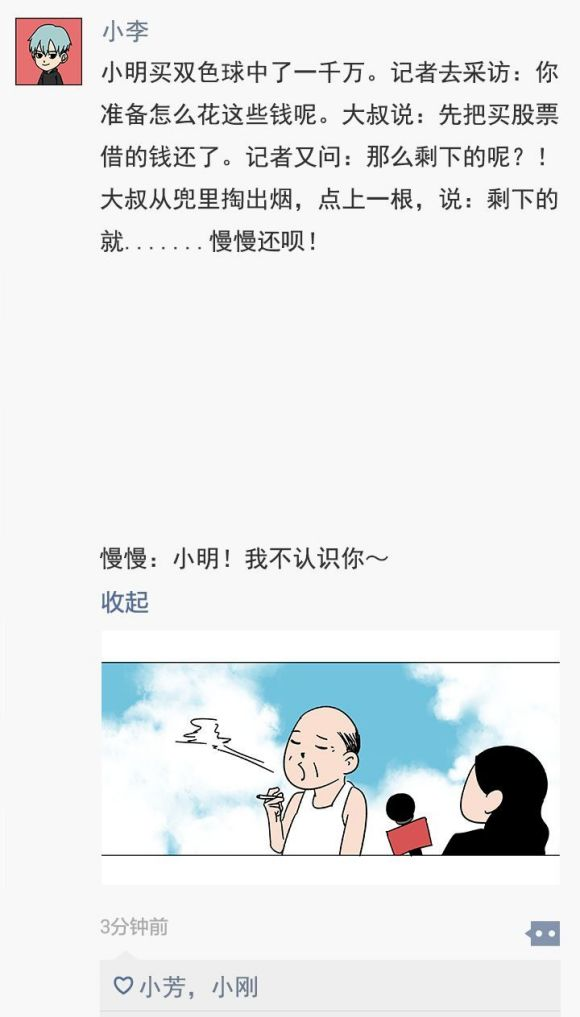 小李
小明买双色球中了一千万。记者去采访：你
准备怎么花这些钱呢。大叔说：先把买股票
借的钱还了。记者又问：那么剩下的呢？！
大叔从兜里掏出烟，点上一根，说：剩下的
就.......慢慢还呗！
慢慢：小明！我不认识你～
收起
3分钟前
小芳，小刚